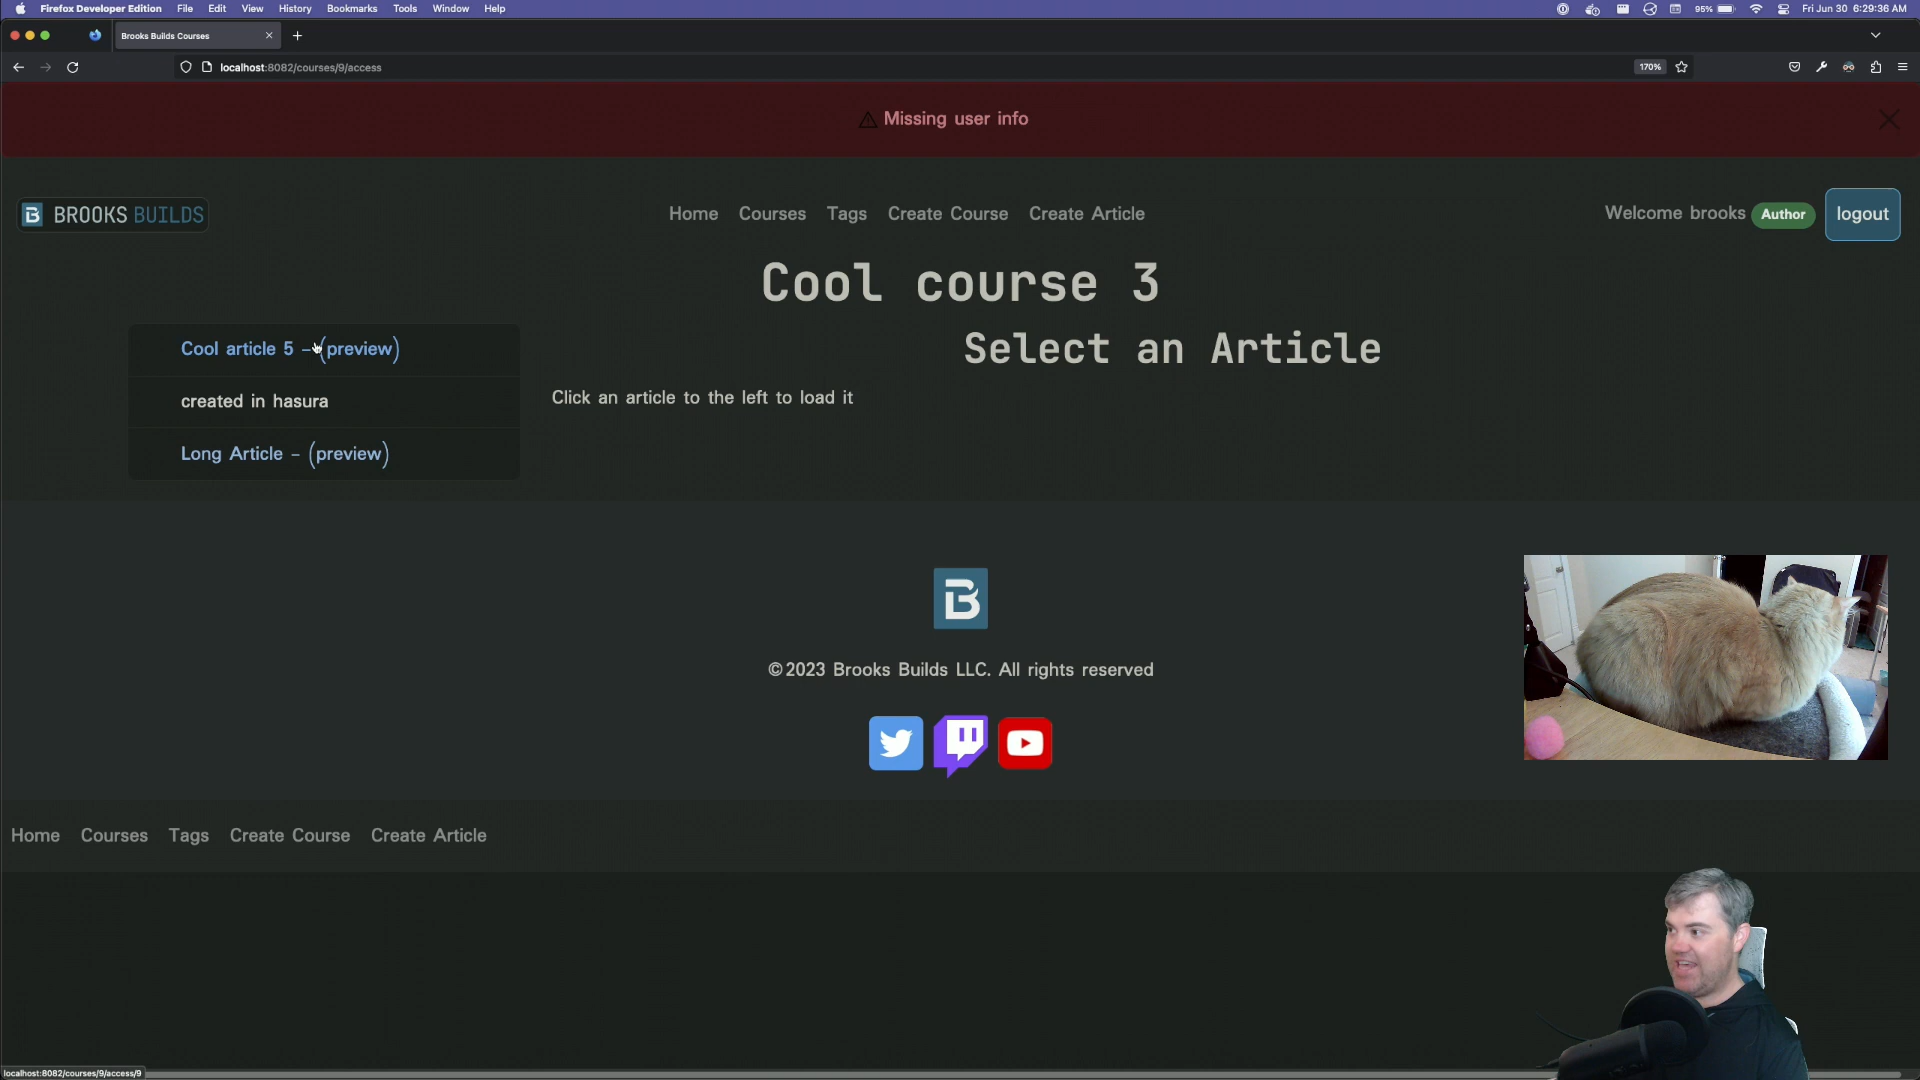 Firefox Developer Edition File Edit View History Bookmarks Tools Window Help 95% Fri Jun 30 6:29:36 AM
Brooks Builds Courses
localhost:8082/courses/9/access 170%
Missing user info
B BROOKS BUILDS Home Courses Tags Create Course Create Article Welcome brooks Author logout
Cool course 3
Cool article 5 – (preview)
Select an Article
created in hasura
Click an article to the left to load it
Long Article – (preview)
B
©2023 Brooks Builds LLC. All rights reserved
Home Courses Tags Create Course Create Article
localhost:8082/courses/9/access/9